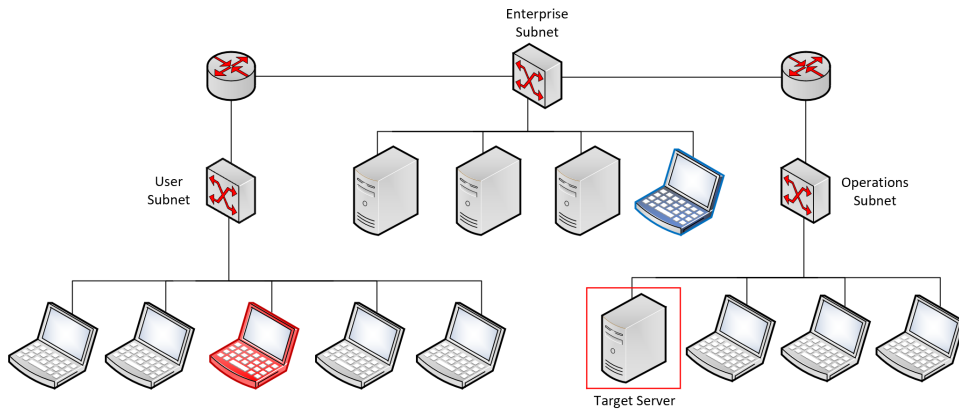 Enterprise
Subnet
User
Subnet
Operations
Subnet
Target Server